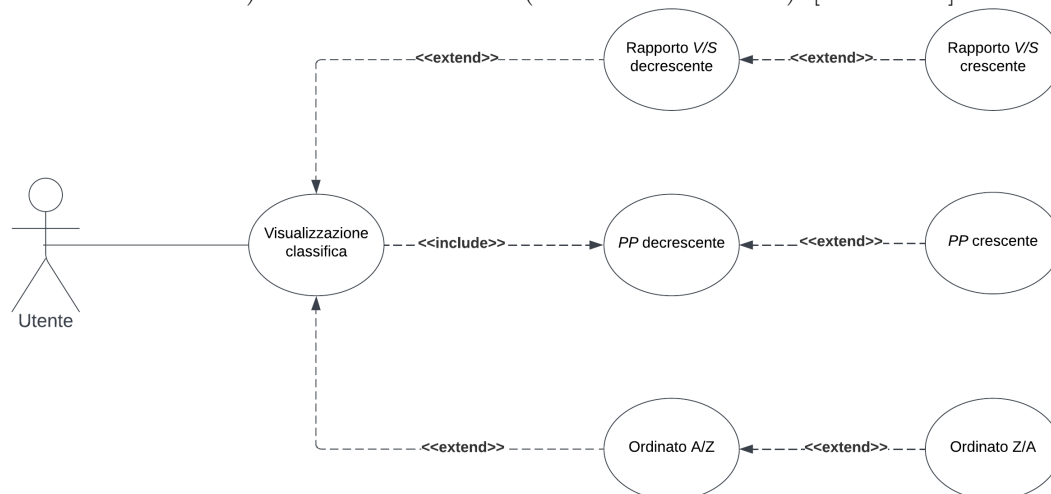 <<extend>>
Rapporto V/S
decrescente
<<extend>>
Rapporto V/S
crescente
Visualizzazione
classifica
<<include>>
PP decrescente
<<extend>>
PP crescente
Utente
<<extend>>
Ordinato A/Z
<<extend>>
Ordinato Z/A